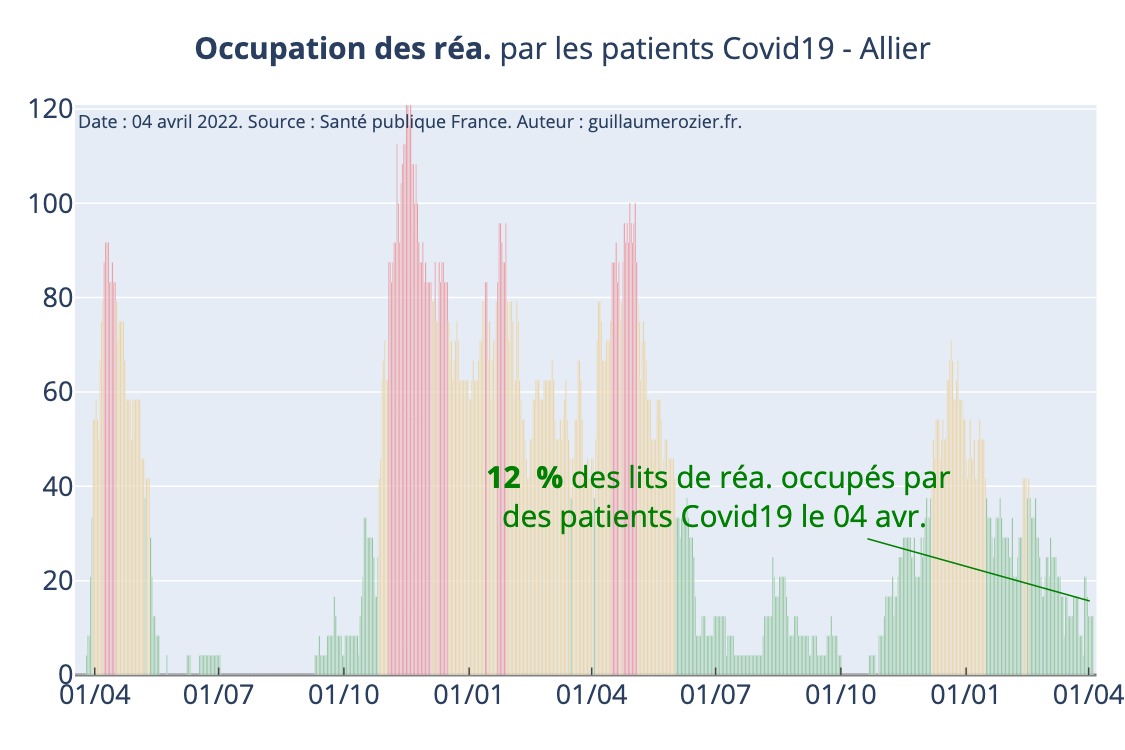 Occupation des réa. par les patients Covid19 - Allier
120
Date : 04 avril 2022. Source : Santé publique France. Auteur : guillaumerozier.fr.
100
80
60
12 % des lits de réa. occupés par
40
des patients Covid19 le 04 avr.
20
0
01/04 01/07 01/10 01/01 01/04 01/07 01/10 01/01 01/04